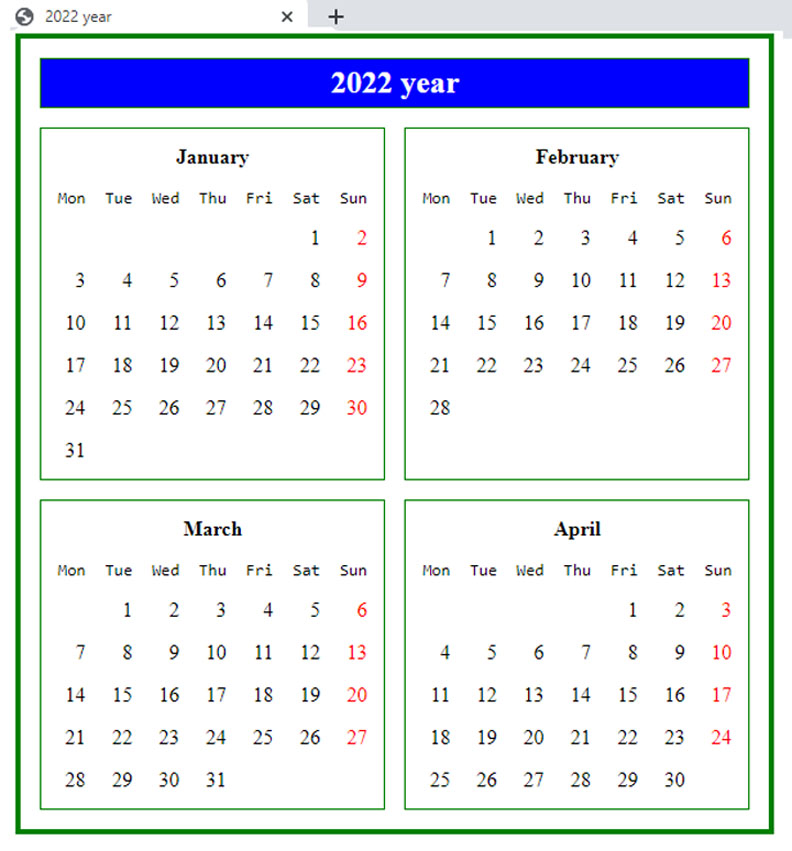 2022 year
2022 year
January
Mon Tue Wed Thu Fri Sat Sun
1 2
3 4 5 6 7 8 9
10 11 12 13 14 15 16
17 18 19 20 21 22 23
24 25 26 27 28 29 30
31
February
Mon Tue Wed Thu Fri Sat Sun
1 2 3 4 5 6
7 8 9 10 11 12 13
14 15 16 17 18 19 20
21 22 23 24 25 26 27
28
March
Mon Tue Wed Thu Fri Sat Sun
1 2 3 4 5 6
7 8 9 10 11 12 13
14 15 16 17 18 19 20
21 22 23 24 25 26 27
28 29 30 31
April
Mon Tue Wed Thu Fri Sat Sun
1 2 3
4 5 6 7 8 9 10
11 12 13 14 15 16 17
18 19 20 21 22 23 24
25 26 27 28 29 30